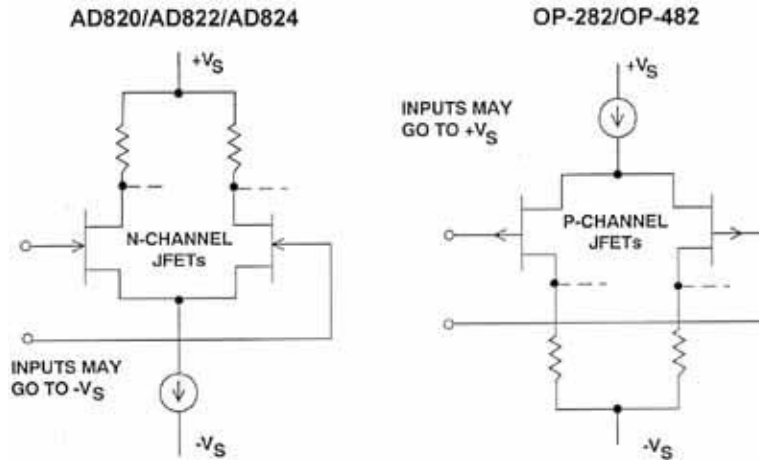 AD820/AD822/AD824
+VS
N-CHANNEL
JFETs
INPUTS MAY
GO TO -VS
-VS
OP-282/OP-482
+VS
INPUTS MAY
GO TO +VS
P-CHANNEL
JFETs
-VS